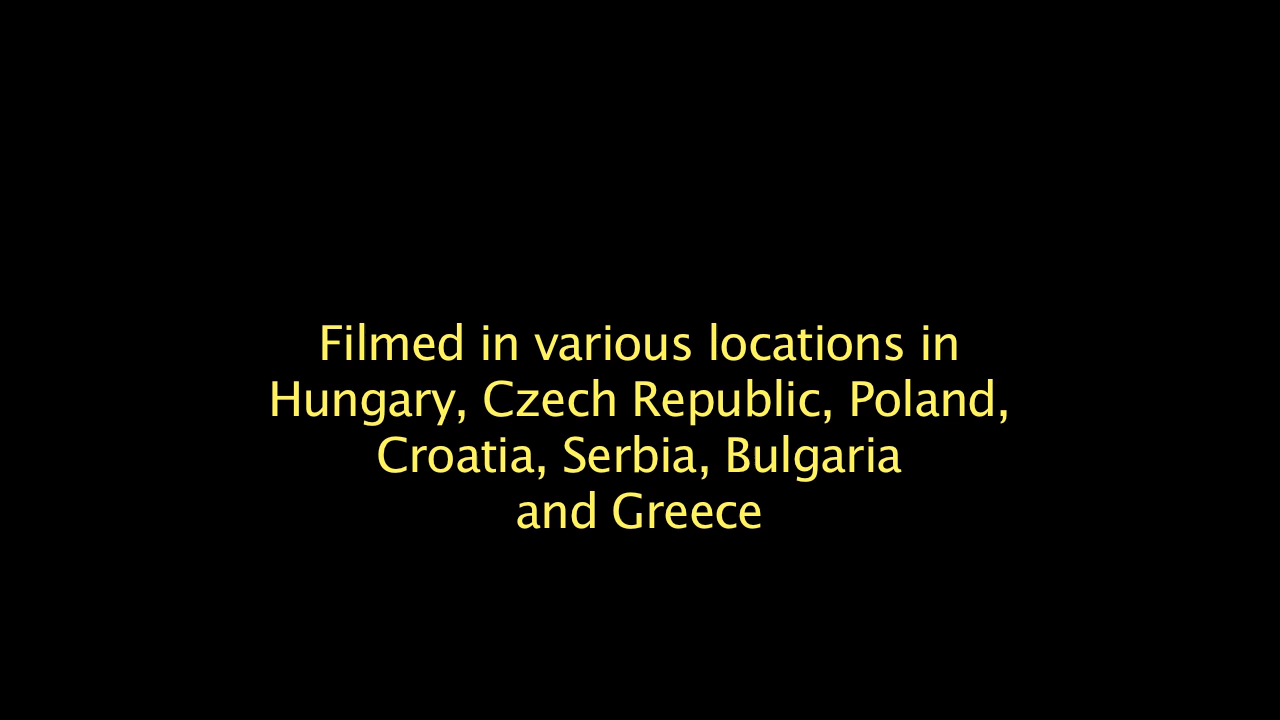 Filmed in various locations in
Hungary, Czech Republic, Poland,
Croatia, Serbia, Bulgaria
and Greece